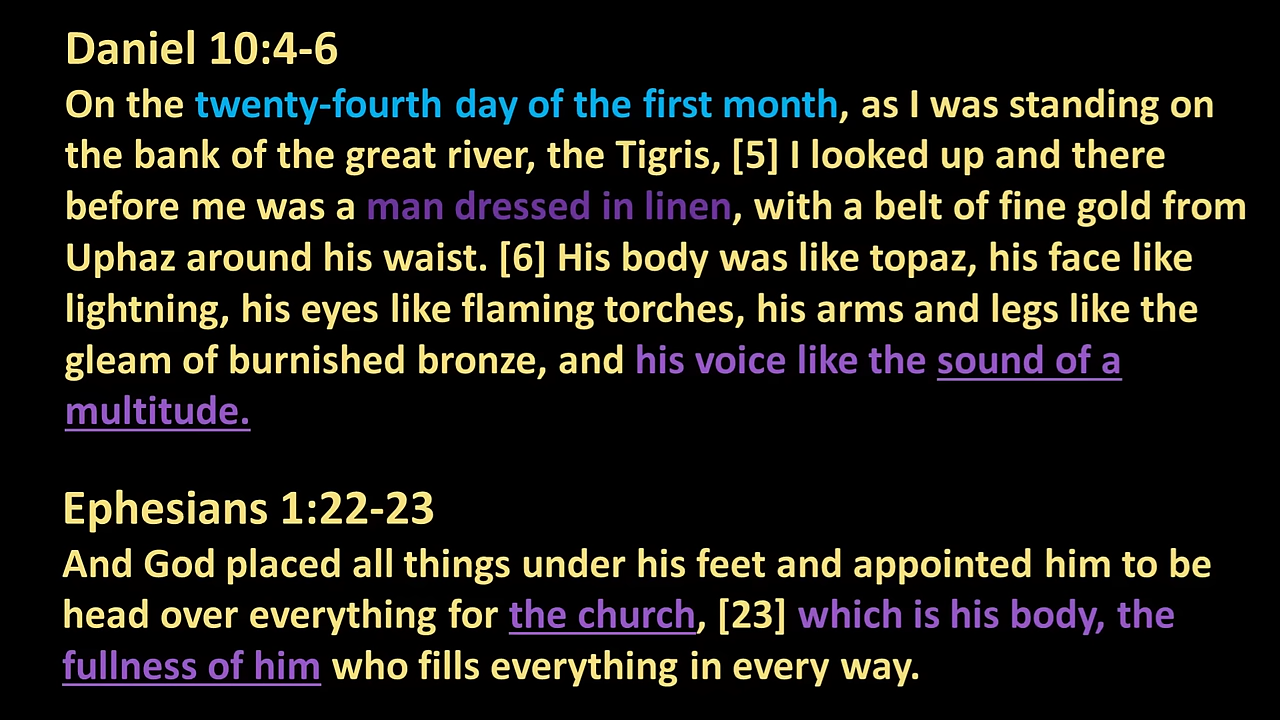 Daniel 10:4-6
On the twenty-fourth day of the first month, as I was standing on
the bank of the great river, the Tigris, [5] I looked up and there
before me was a man dressed in linen, with a belt of fine gold from
Uphaz around his waist. [6] His body was like topaz, his face like
lightning, his eyes like flaming torches, his arms and legs like the
gleam of burnished bronze, and his voice like the sound of a
multitude.
Ephesians 1:22-23
And God placed all things under his feet and appointed him to be
head over everything for the church, [23] which is his body, the
fullness of him who fills everything in every way.